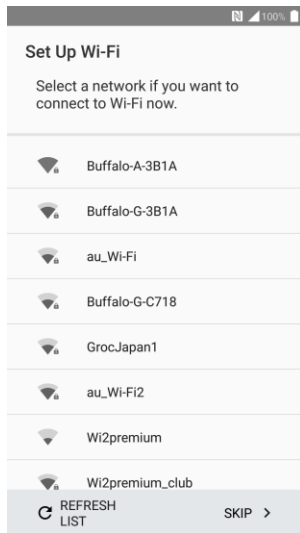 100%
Set Up Wi-Fi
Select a network if you want to
connect to Wi-Fi now.
Buffalo-A-3B1A
Buffalo-G-3B1A
au_Wi-Fi
Buffalo-G-C718
GrocJapan1
au_Wi-Fi2
Wi2premium
Wi2premium_club
REFRESH
LIST
SKIP